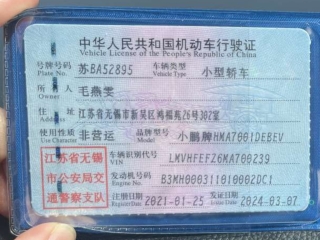 中华人民共和国机动车行驶证
Vehicle License of the People's Republic of China
号牌号码 苏BA52895 车辆类型 小型轿车
Plate No. Vehicle Type
所有人 毛燕雯
Owner
住址 江苏省无锡市新吴区鸿福苑26号302室
Address
使用性质 非营运 品牌型号 小鹏牌HMA7001DEBEV
Use Character Model
江苏省无锡
市公安局交
通警察支队
车辆识别代号 LMVHFEFZ6MA700239
VIN
发动机号码 B3MH000311010002DC1
Engine No.
注册日期 2021-01-25 发证日期 2024-03-07
Register Date Issue Date